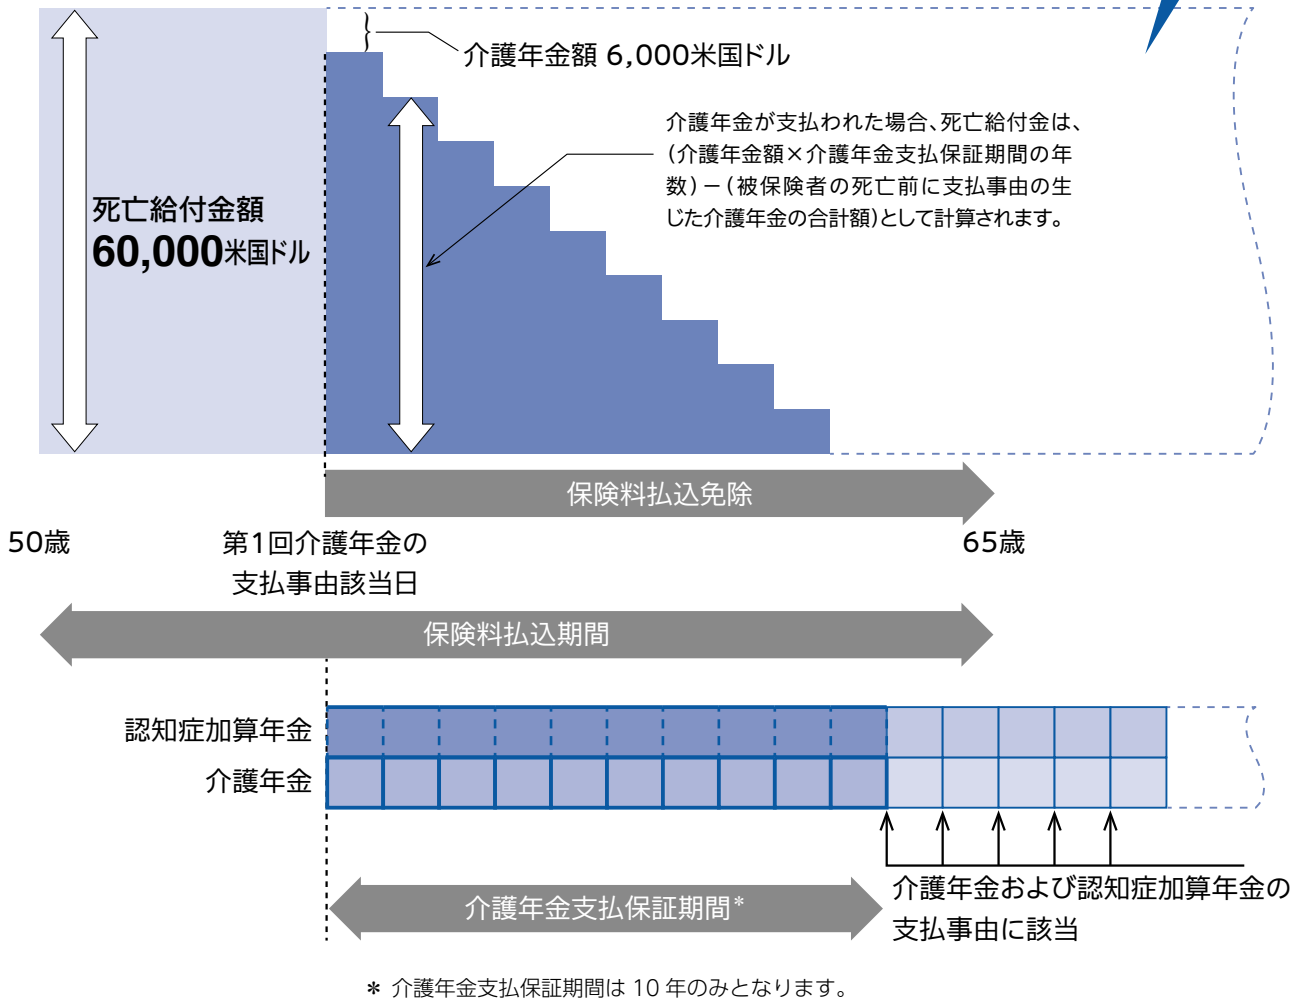 介護年金額 6,000米国ドル
介護年金が支払われた場合、死亡給付金は、
(介護年金額×介護年金支払保証期間の年
数)－(被保険者の死亡前に支払事由の生
じた介護年金の合計額)として計算されます。
死亡給付金額
60,000米国ドル
保険料払込免除
50歳
第1回介護年金の
支払事由該当日
65歳
保険料払込期間
認知症加算年金
介護年金
介護年金支払保証期間*
介護年金および認知症加算年金の
支払事由に該当
* 介護年金支払保証期間は 10 年のみとなります。